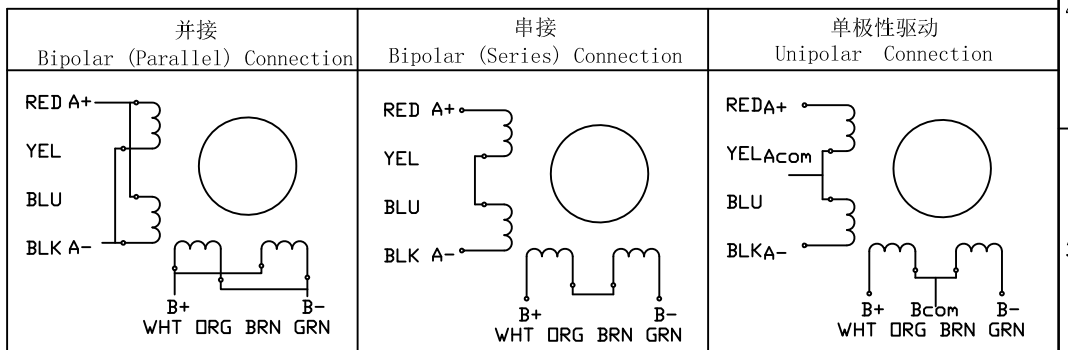 并接
Bipolar (Parallel) Connection
串接
Bipolar (Series) Connection
单极性驱动
Unipolar Connection
RED A+
YEL
BLU
BLK A-
B+ B-
WHT ORG BRN GRN
RED A+
YEL
BLU
BLK A-
B+ B-
WHT ORG BRN GRN
REDA+
YELAcom
BLU
BLKA-
B+ Bcom B-
WHT ORG BRN GRN